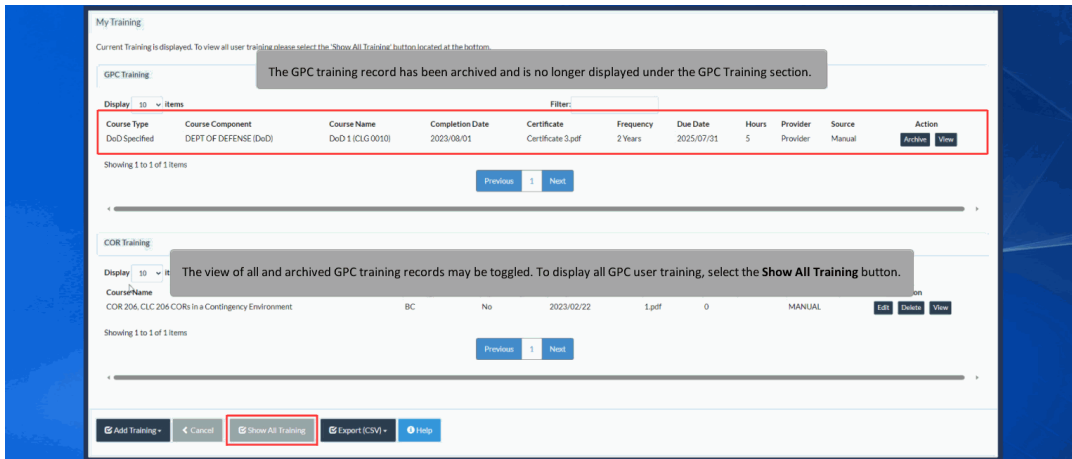 My Training
Current Training is displayed. To view all user training please select the 'Show All Training' button located at the bottom.
The GPC training record has been archived and is no longer displayed under the GPC Training section.
GPC Training
Display 10 items
Filter:
Course Type Course Component Course Name Completion Date Certificate Frequency Due Date Hours Provider Source Action
DoD Specified DEPT OF DEFENSE (DoD) DoD 1 (CLG 0010) 2023/08/01 Certificate 3.pdf 2 Years 2025/07/31 5 Provider Manual Archive View
Showing 1 to 1 of 1 items
Previous 1 Next
COR Training
Display 10
The view of all and archived GPC training records may be toggled. To display all GPC user training, select the Show All Training button.
Course Name
COR 206, CLC 206 CORs in a Contingency Environment BC No 2023/02/22 1.pdf 0 MANUAL Edit Delete View
Showing 1 to 1 of 1 items
Previous 1 Next
Add Training Cancel Show All Training Export (CSV) Help